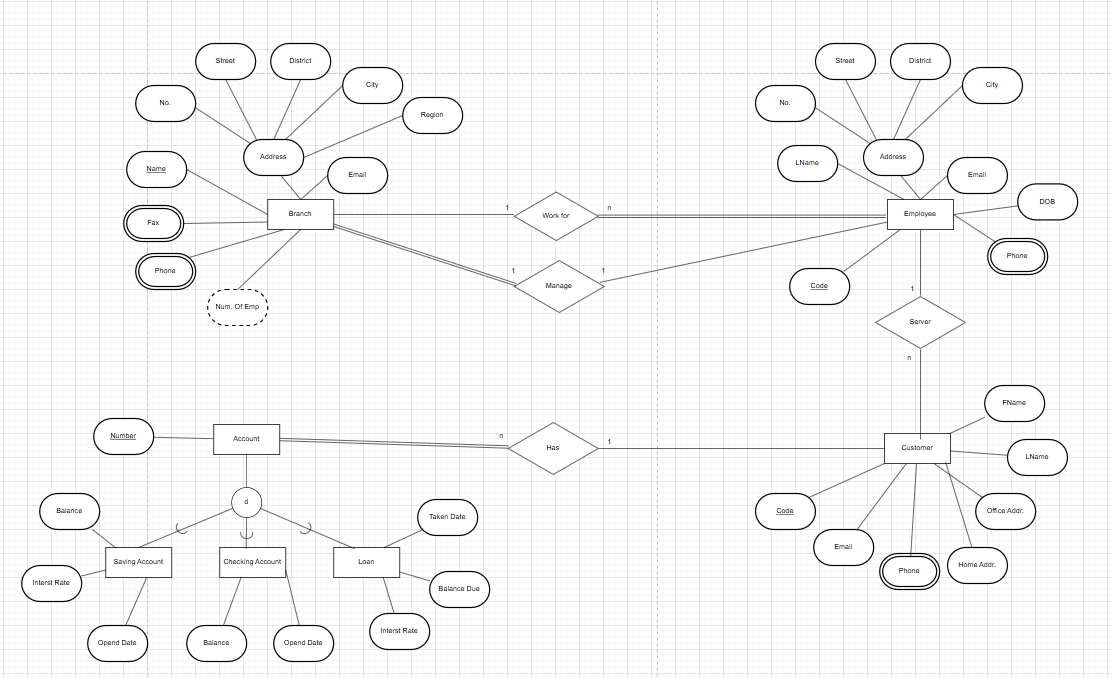 Street
District
City
No.
Region
Address
Name
Email
Fax
Branch
Phone
Num. Of Emp
1
Work for
n
1
Manage
1
Street
District
City
No.
LName
Address
Email
DOB
Employee
Phone
Code
1
Server
n
Number
Account
n
Has
1
Customer
FName
LName
Code
Office Addr.
Email
Phone
Home Addr.
d
Balance
Taken Date
Saving Account
Checking Account
Loan
Interst Rate
Balance Due
Opend Date
Balance
Opend Date
Interst Rate